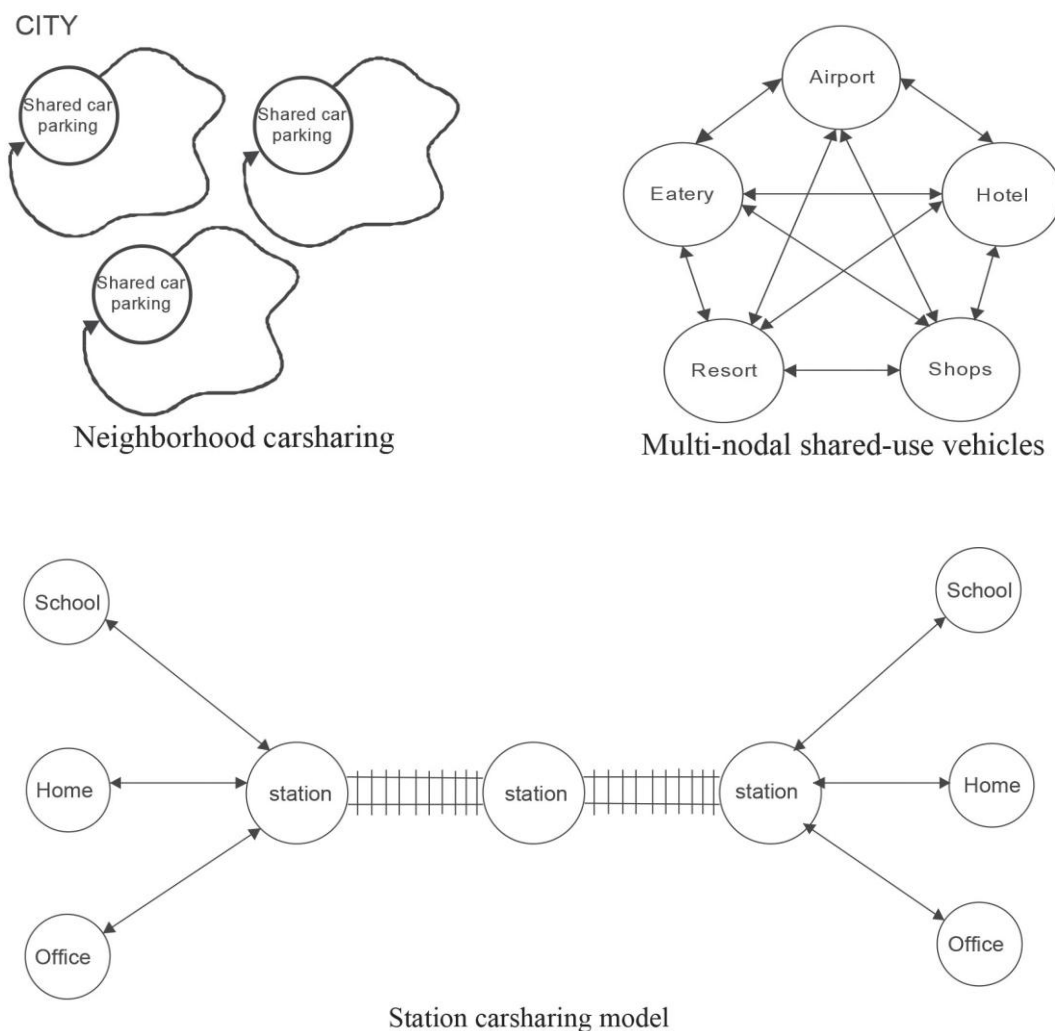 CITY
Shared car
parking
Shared car
parking
Shared car
parking
Neighborhood carsharing
Airport
Eatery
Hotel
Resort
Shops
Multi-nodal shared-use vehicles
School
School
Home
station
station
station
Home
Office
Office
Station carsharing model